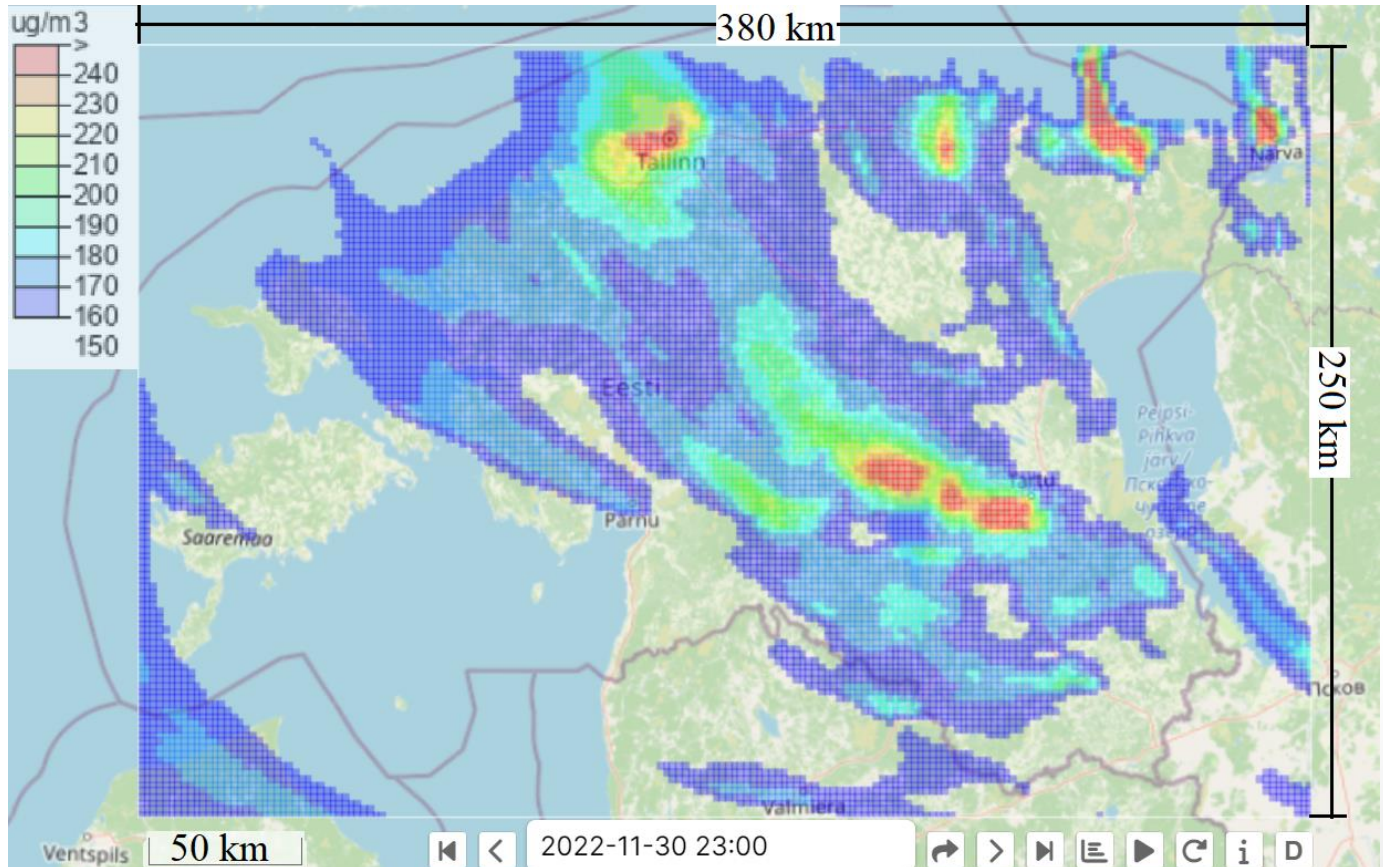 ug/m3
380 km
>
240
230
220
210
200
190
180
170
160
150
Tallinn
Narva
250 km
Eesti
Peipsi-
Pihkva
järv /
Tartu
Pärnu
Saaremaa
Псков
Valmiera
Ventspils
50 km
2022-11-30 23:00
i
D